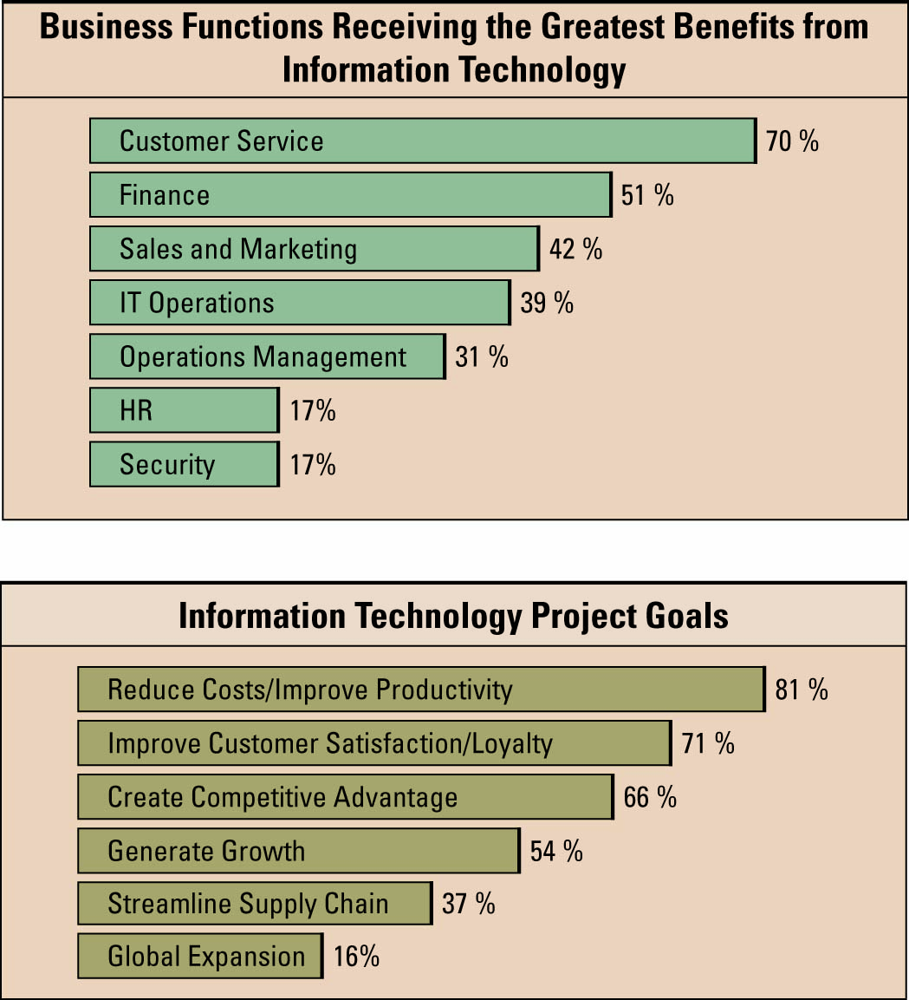 Business Functions Receiving the Greatest Benefits from
Information Technology
Customer Service 70 %
Finance 51 %
Sales and Marketing 42 %
IT Operations 39 %
Operations Management 31 %
HR 17%
Security 17%
Information Technology Project Goals
Reduce Costs/Improve Productivity 81 %
Improve Customer Satisfaction/Loyalty 71 %
Create Competitive Advantage 66 %
Generate Growth 54 %
Streamline Supply Chain 37 %
Global Expansion 16%